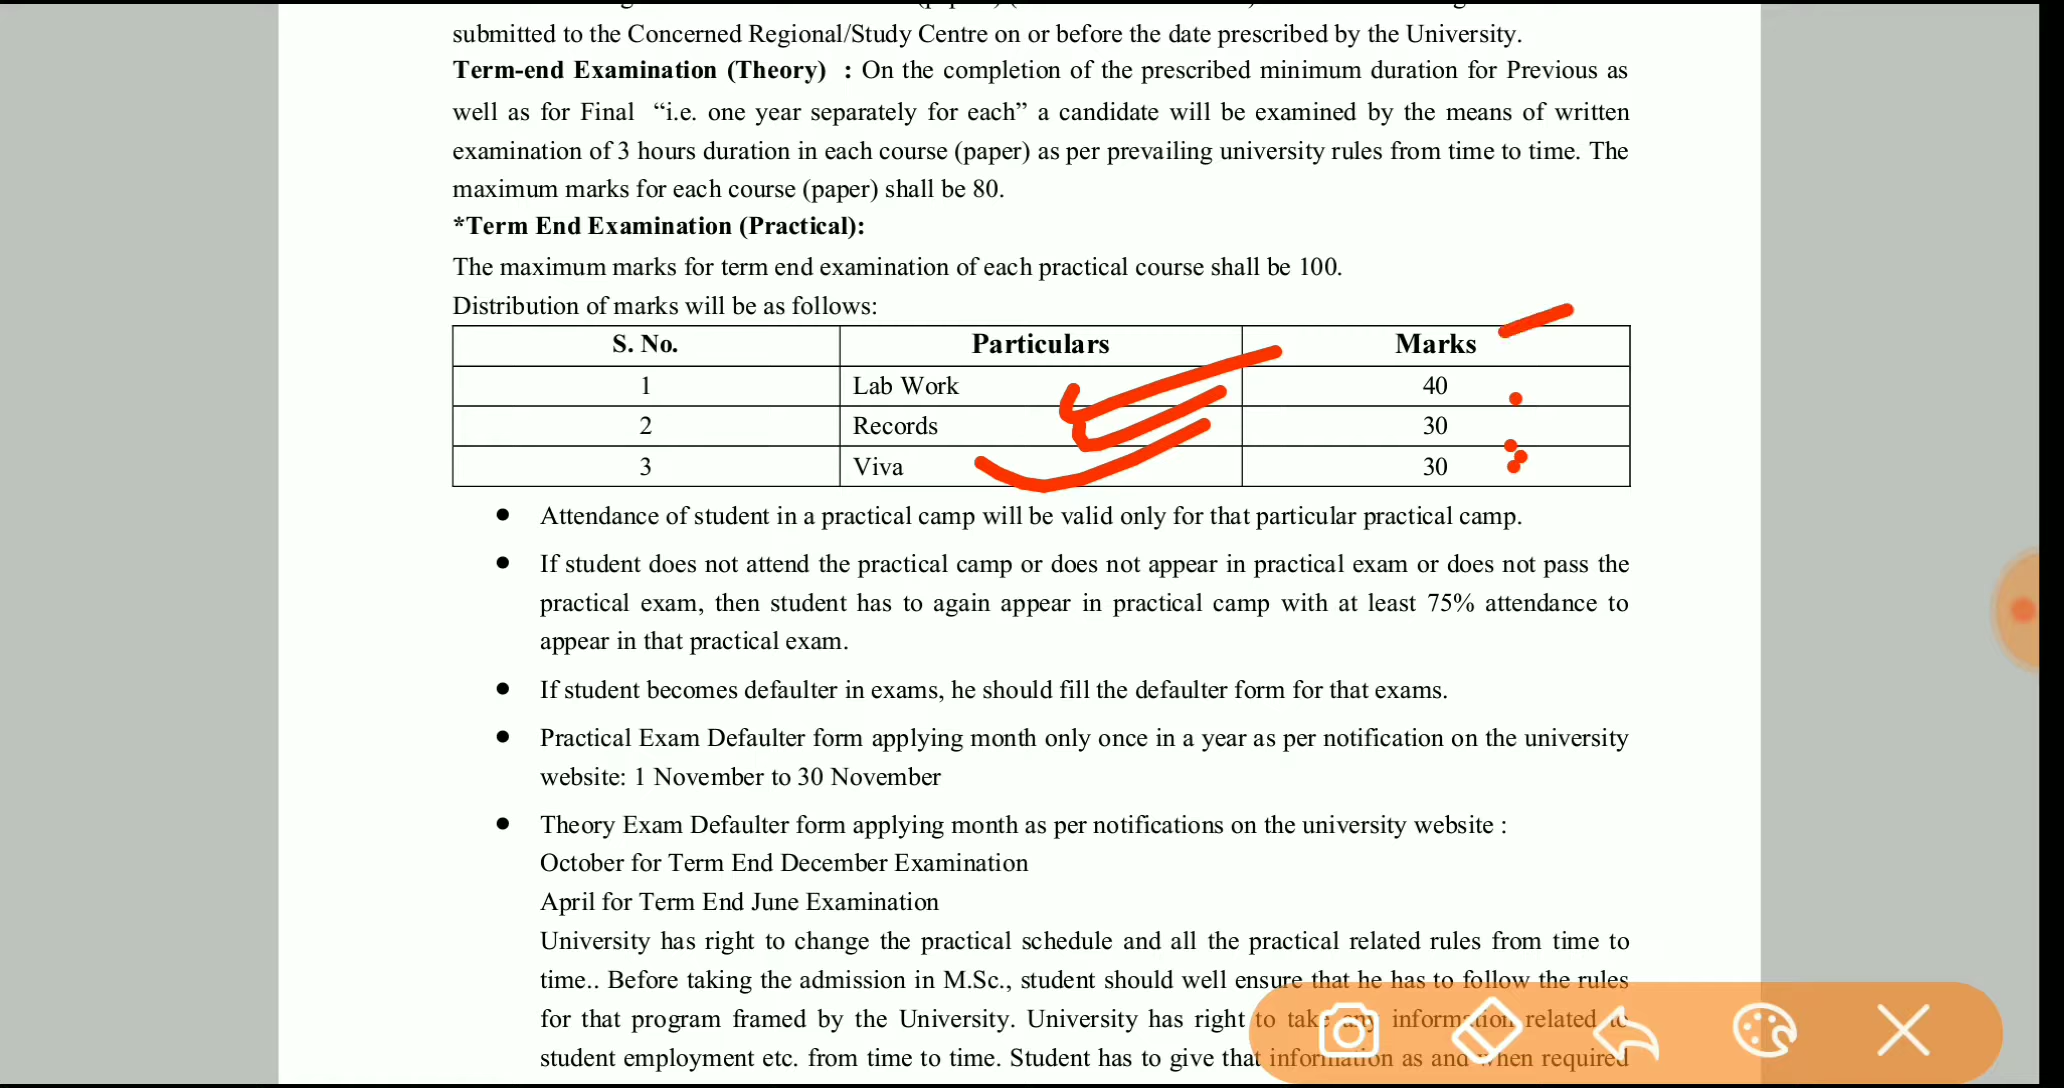 submitted to the Concerned Regional/Study Centre on or before the date prescribed by the University.
Term-end Examination (Theory) : On the completion of the prescribed minimum duration for Previous as
well as for Final “i.e. one year separately for each” a candidate will be examined by the means of written
examination of 3 hours duration in each course (paper) as per prevailing university rules from time to time. The
maximum marks for each course (paper) shall be 80.
*Term End Examination (Practical):
The maximum marks for term end examination of each practical course shall be 100.
Distribution of marks will be as follows:
S. No. Particulars Marks
1 Lab Work 40
2 Records 30
3 Viva 30
• Attendance of student in a practical camp will be valid only for that particular practical camp.
• If student does not attend the practical camp or does not appear in practical exam or does not pass the
practical exam, then student has to again appear in practical camp with at least 75% attendance to
appear in that practical exam.
• If student becomes defaulter in exams, he should fill the defaulter form for that exams.
• Practical Exam Defaulter form applying month only once in a year as per notification on the university
website: 1 November to 30 November
• Theory Exam Defaulter form applying month as per notifications on the university website :
October for Term End December Examination
April for Term End June Examination
University has right to change the practical schedule and all the practical related rules from time to
time.. Before taking the admission in M.Sc., student should well ensure that he has to follow the rules
for that program framed by the University. University has right to take any information related to
student employment etc. from time to time. Student has to give that information as and when required